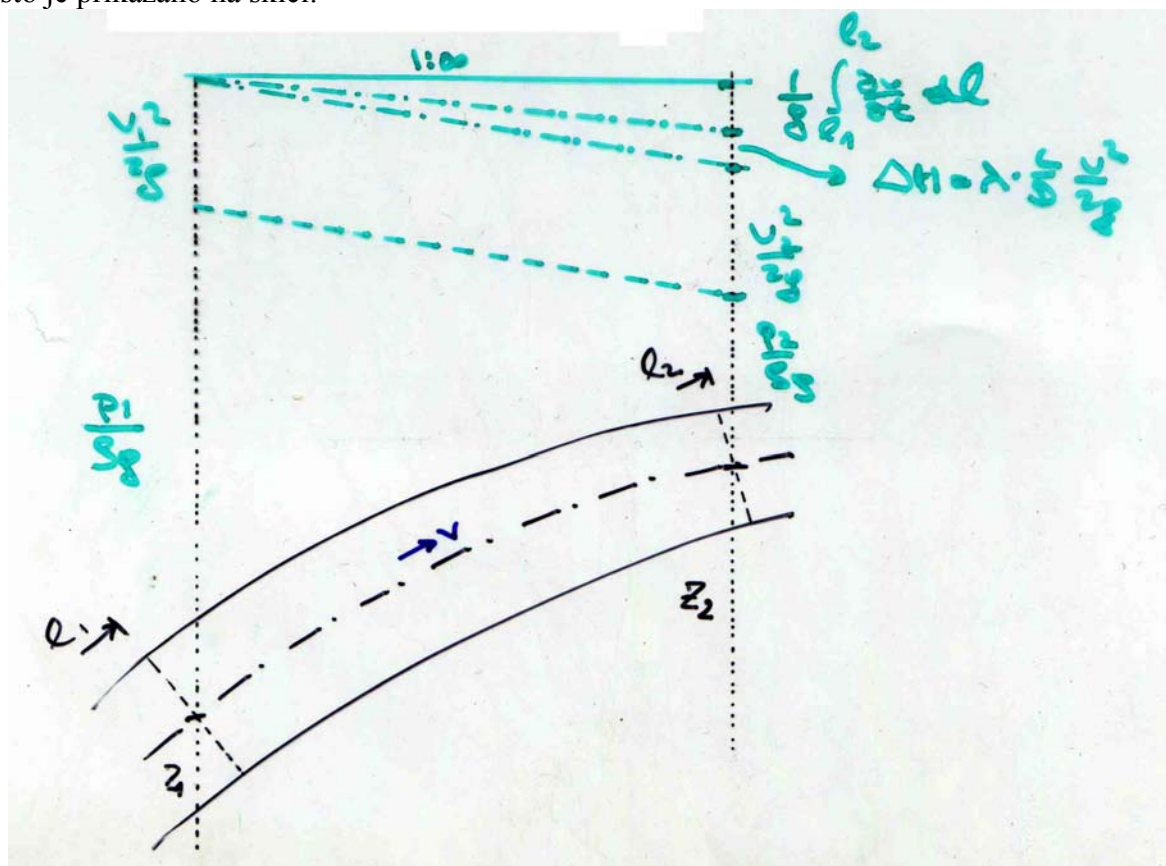 sto je prikazano na skici.
1:∞
v₁²/2g
1/g ∫ ∂v/∂t dl
l₂
l₁
ΔH = λ · L/D v²/2g
v₂²/2g
p₂/ρg
l₂
p₁/ρg
v
z₂
z₁